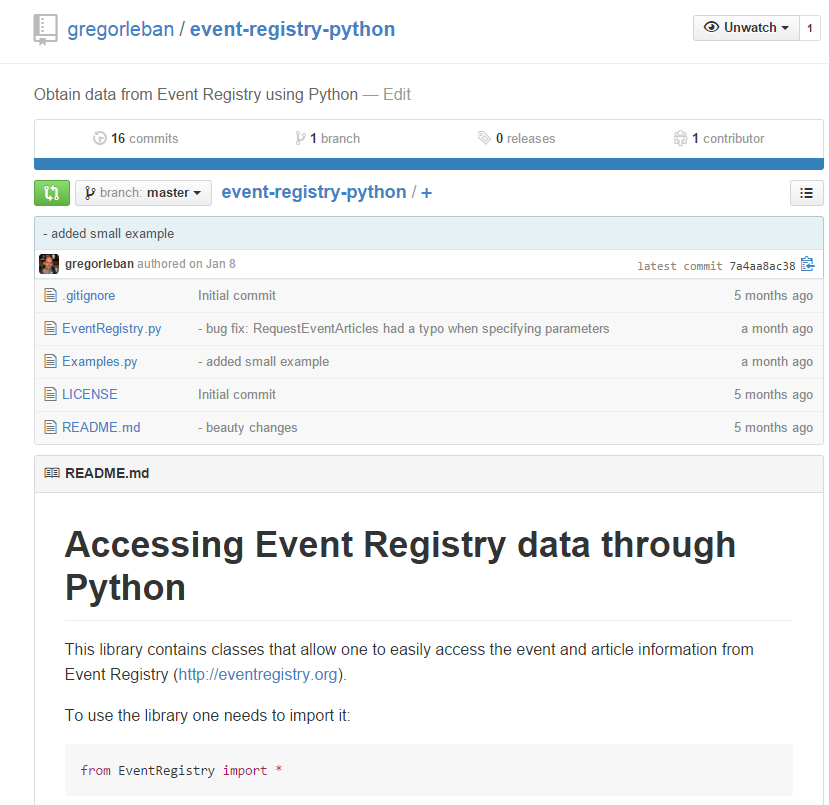 gregorleban / event-registry-python
Unwatch 1
Obtain data from Event Registry using Python — Edit
16 commits 1 branch 0 releases 1 contributor
branch: master event-registry-python / +
- added small example
gregorleban authored on Jan 8 latest commit 7a4aa8ac38
.gitignore Initial commit 5 months ago
EventRegistry.py - bug fix: RequestEventArticles had a typo when specifying parameters a month ago
Examples.py - added small example a month ago
LICENSE Initial commit 5 months ago
README.md - beauty changes 5 months ago
README.md
Accessing Event Registry data through
Python
This library contains classes that allow one to easily access the event and article information from
Event Registry (http://eventregistry.org).
To use the library one needs to import it:
from EventRegistry import *